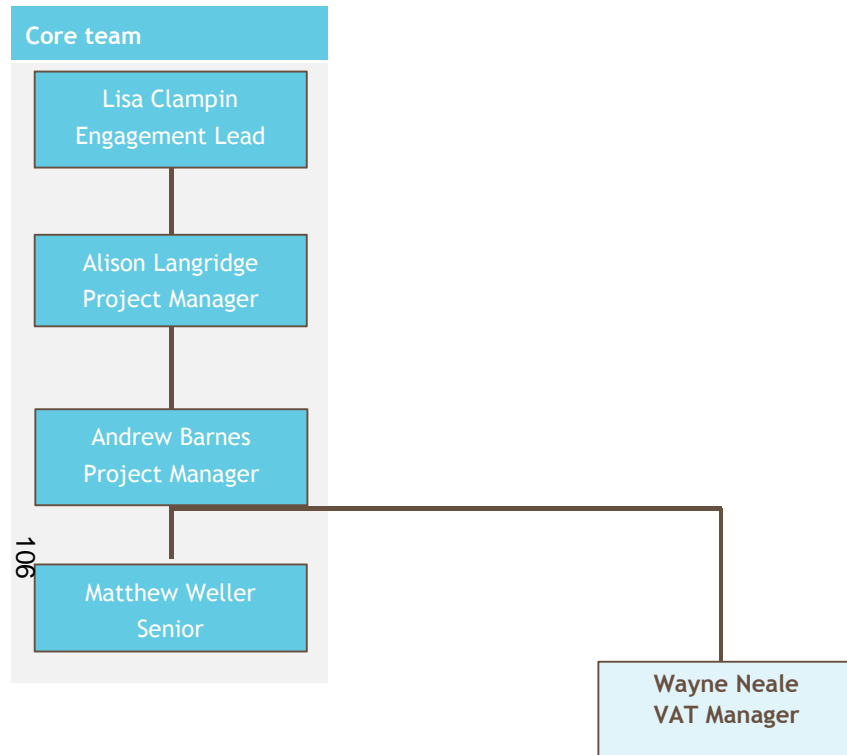 Core team
Lisa Clampin
Engagement Lead
Alison Langridge
Project Manager
Andrew Barnes
Project Manager
106
Matthew Weller
Senior
Wayne Neale
VAT Manager